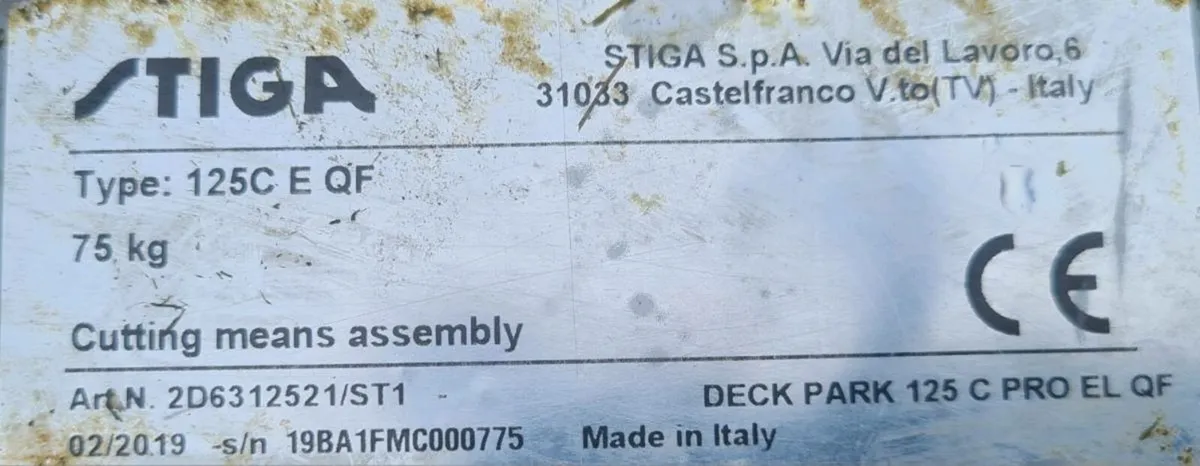 STIGA
STIGA S.p.A. Via del Lavoro,6
31033 Castelfranco V.to(TV) - Italy
Type: 125C E QF
75 kg
CE
Cutting means assembly
Art.N. 2D6312521/ST1 - DECK PARK 125 C PRO EL QF
02/2019 -s/n 19BA1FMC000775 Made in Italy